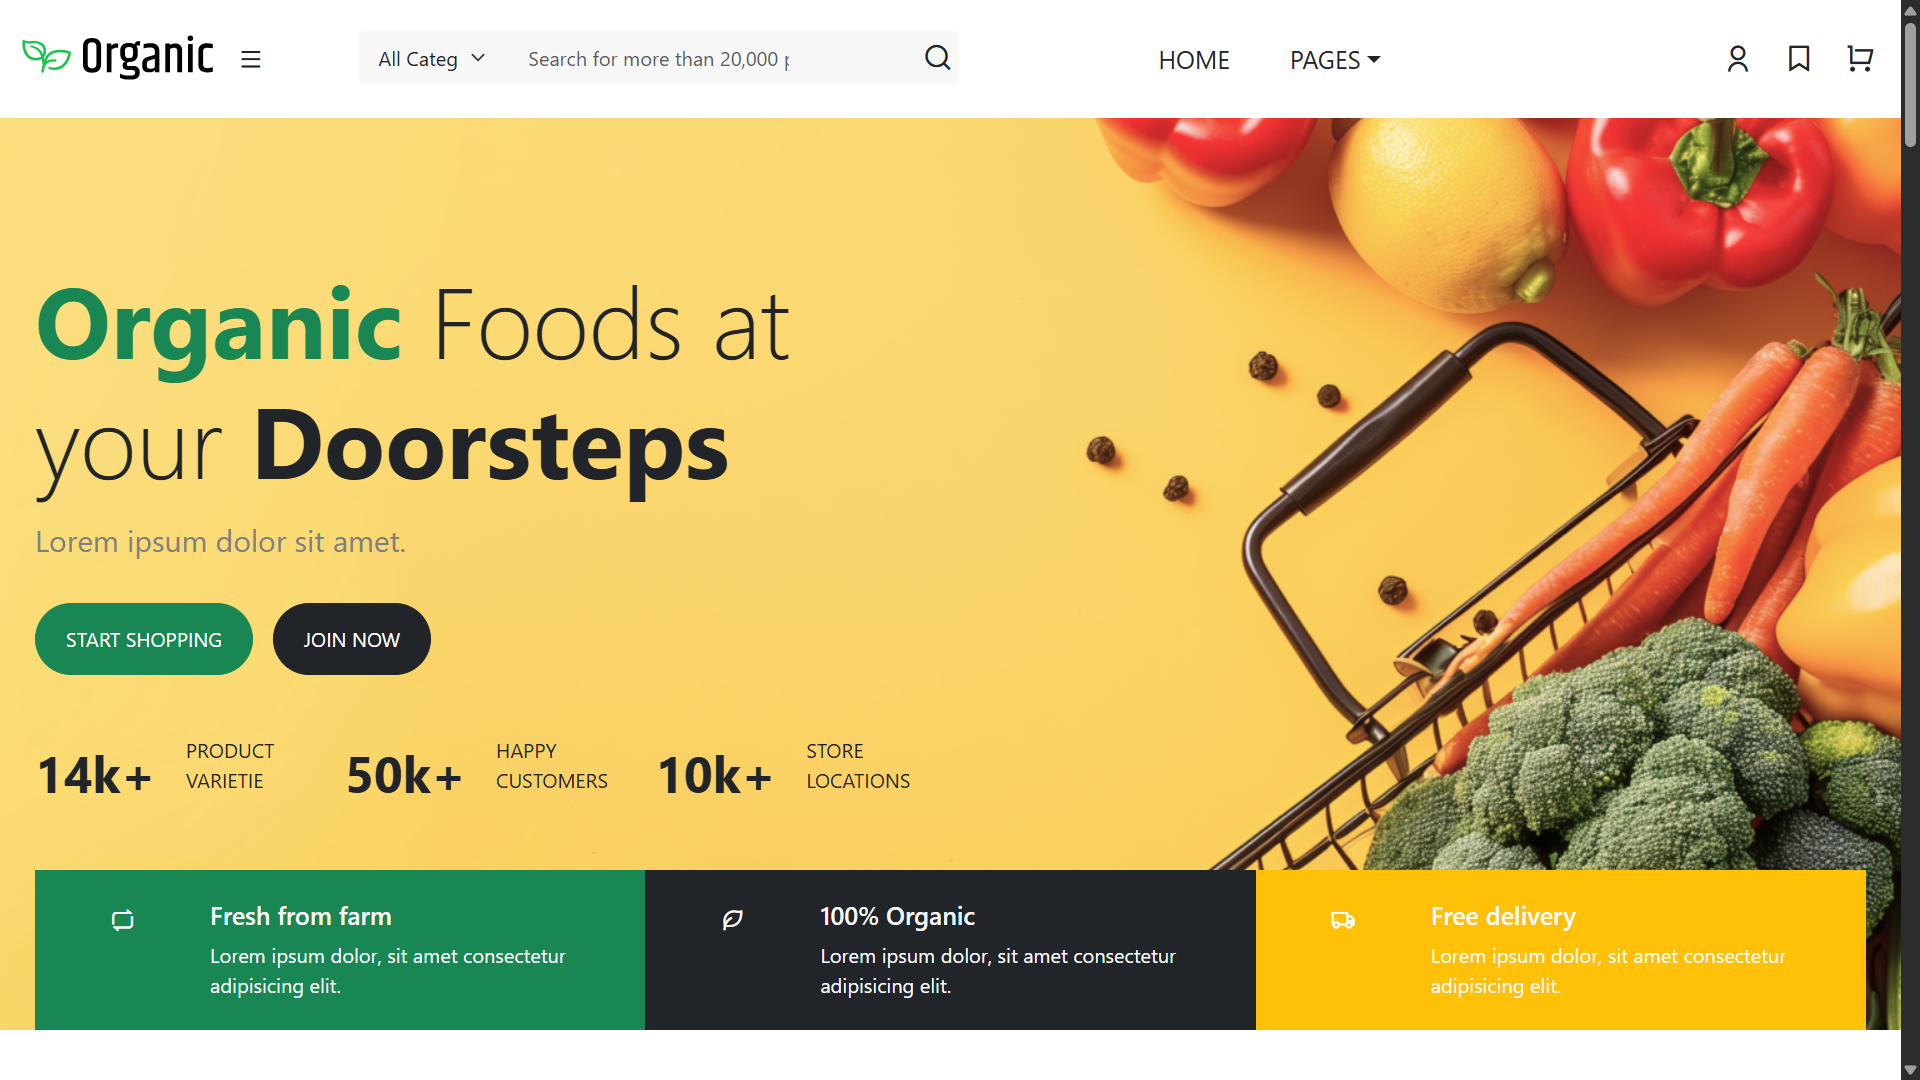 Organic
All Categ
Search for more than 20,000
HOME
PAGES
Organic Foods at
your Doorsteps
Lorem ipsum dolor sit amet.
START SHOPPING
JOIN NOW
14k+
PRODUCT
VARIETIE
50k+
HAPPY
CUSTOMERS
10k+
STORE
LOCATIONS
Fresh from farm
Lorem ipsum dolor, sit amet consectetur
adipisicing elit.
100% Organic
Lorem ipsum dolor, sit amet consectetur
adipisicing elit.
Free delivery
Lorem ipsum dolor, sit amet consectetur
adipisicing elit.